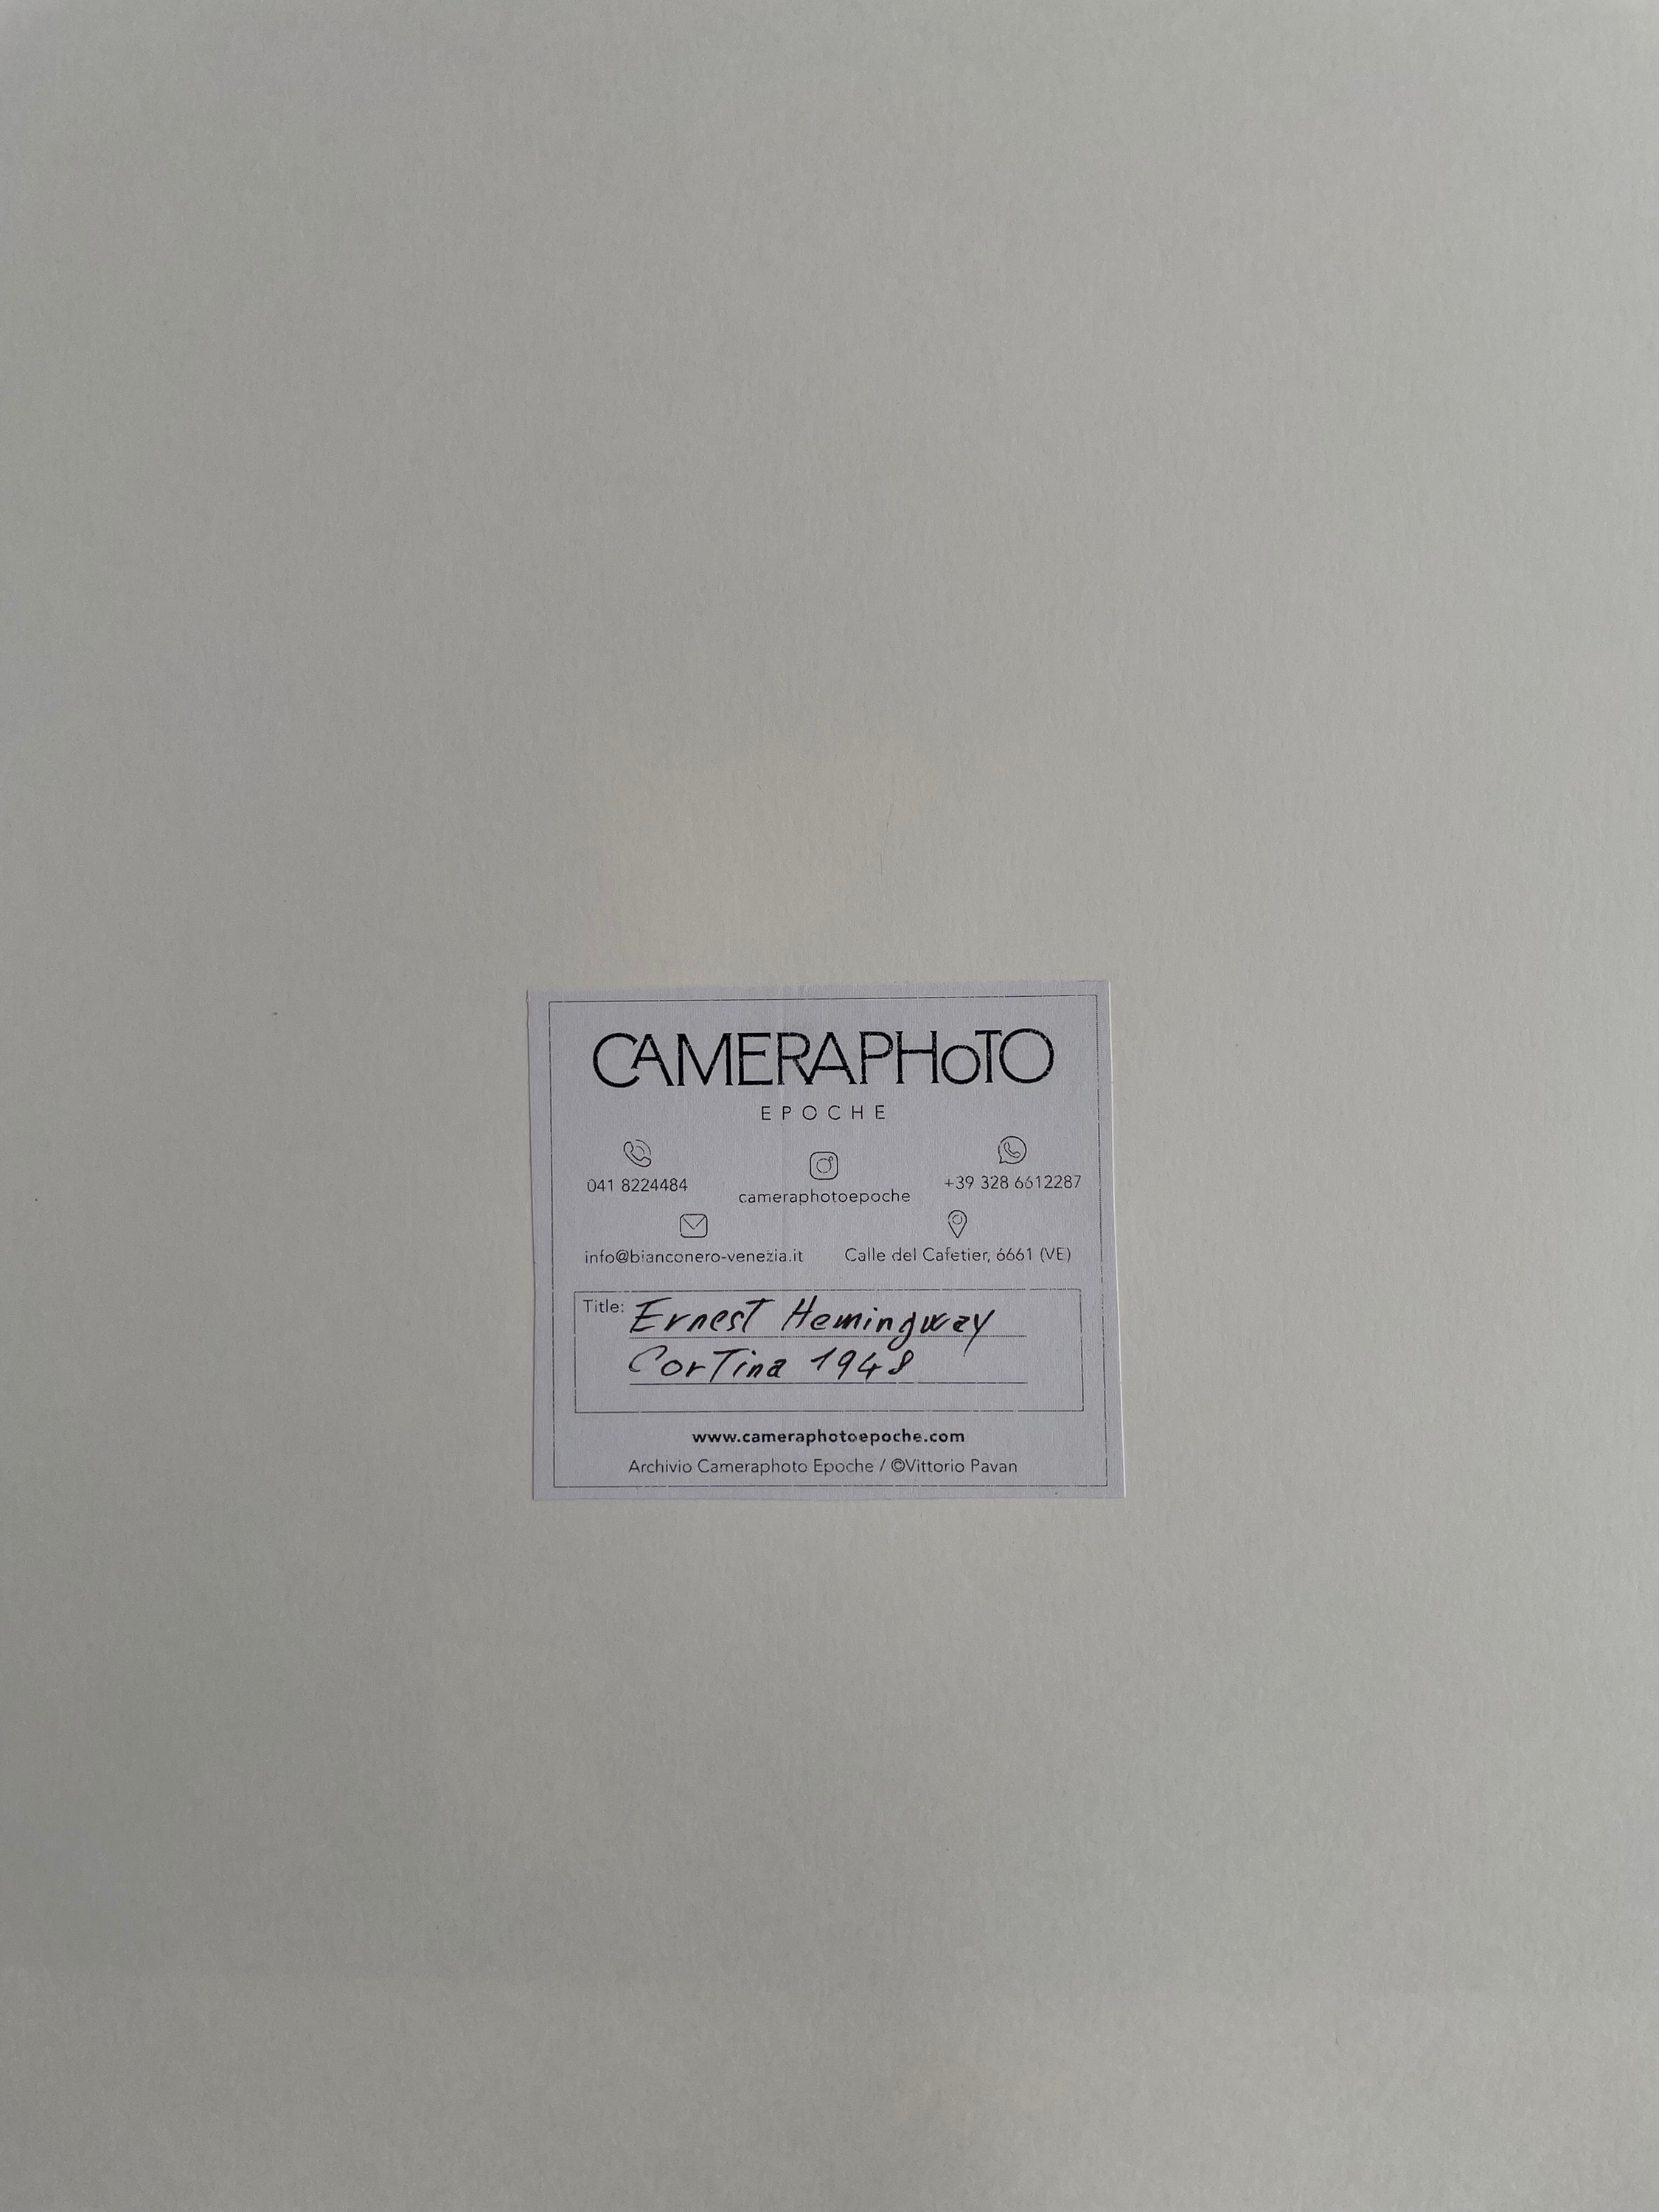 CAMERAPHoTO
EPOCHE
041 8224484
cameraphotoepoche
+39 328 6612287
info@bianconero-venezia.it
Calle del Cafetier, 6661 (VE)
Title: Ernest Hemingway
Cortina 1948
www.cameraphotoepoche.com
Archivio Cameraphoto Epoche / ©Vittorio Pavan